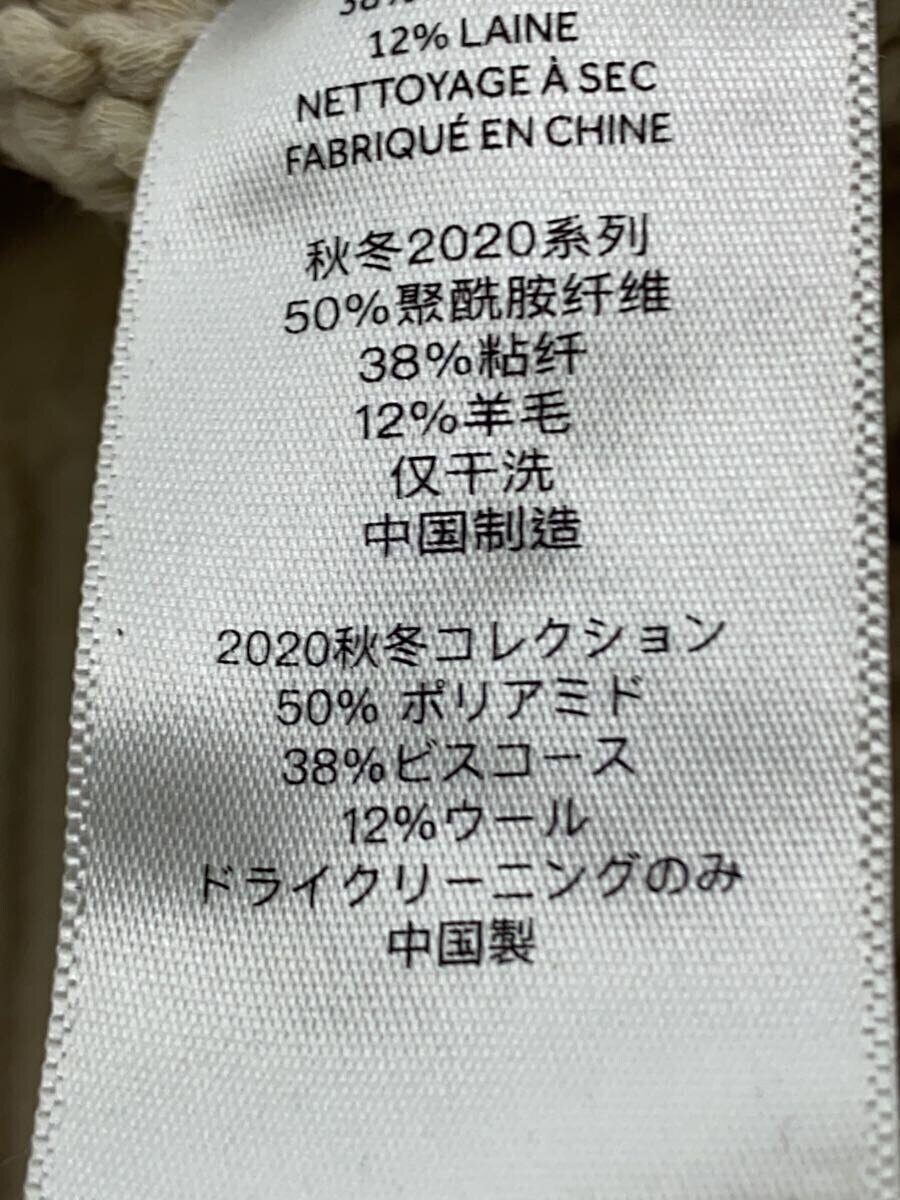 38%
12% LAINE
NETTOYAGE À SEC
FABRIQUÉ EN CHINE
秋冬2020系列
50%聚酰胺纤维
38%粘纤
12%羊毛
仅干洗
中国制造
2020秋冬コレクション
50% ポリアミド
38%ビスコース
12%ウール
ドライクリーニングのみ
中国製